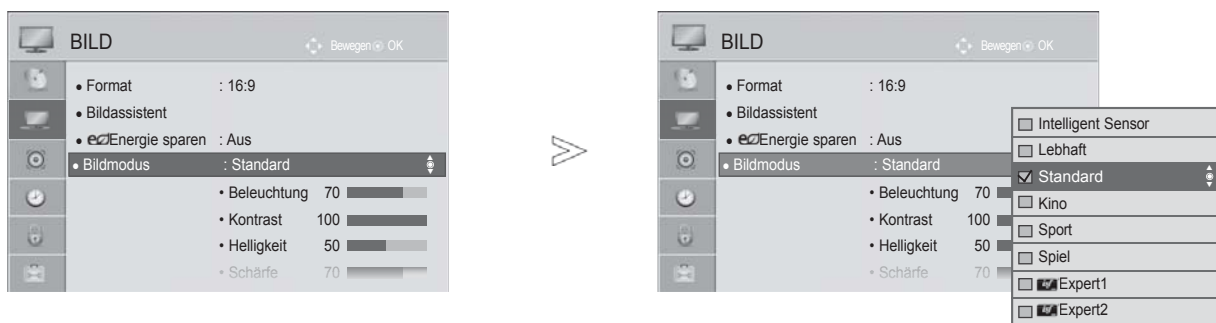 BILD
Bewegen OK
• Format : 16:9
• Bildassistent
• eco Energie sparen : Aus
• Bildmodus : Standard
• Beleuchtung 70
• Kontrast 100
• Helligkeit 50
• Schärfe 70
BILD
Bewegen OK
• Format : 16:9
• Bildassistent
• eco Energie sparen : Aus
• Bildmodus : Standard
• Beleuchtung 70
• Kontrast 100
• Helligkeit 50
• Schärfe 70
Intelligent Sensor
Lebhaft
Standard
Kino
Sport
Spiel
Expert1
Expert2